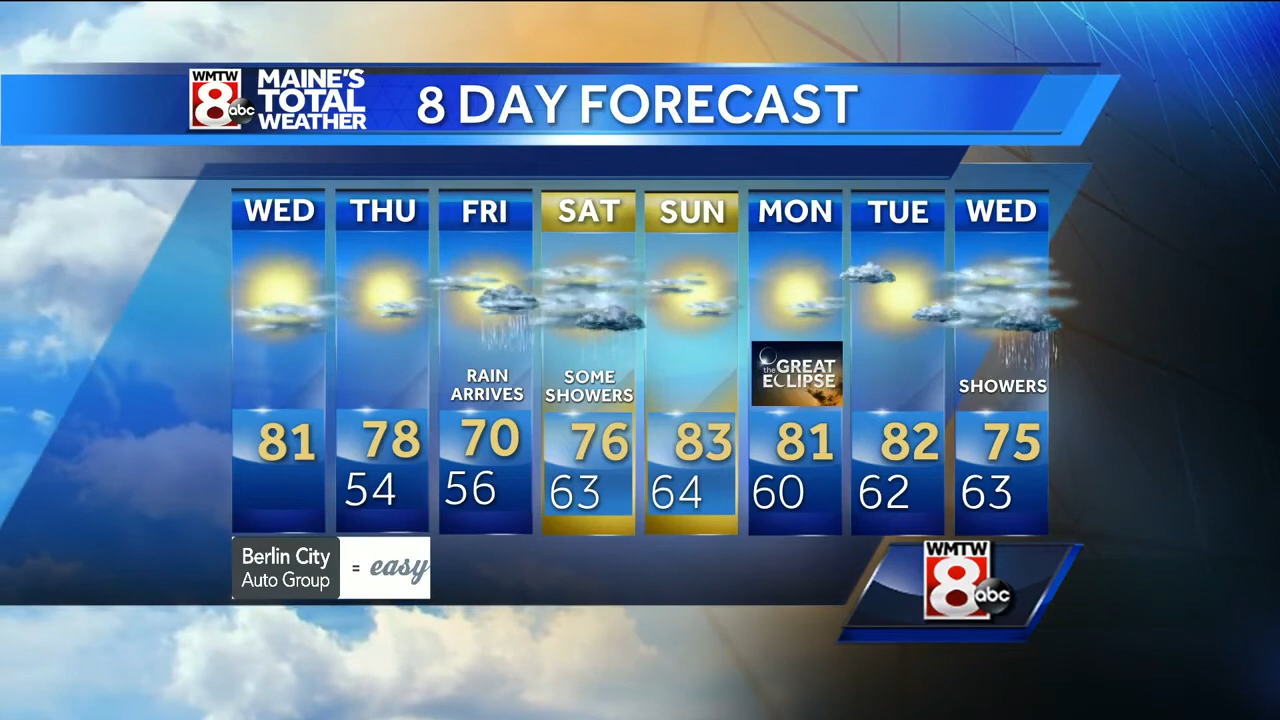 WMTW
8 abc
MAINE'S
TOTAL
WEATHER
8 DAY FORECAST
WED THU FRI SAT SUN MON TUE WED
RAIN
ARRIVES
SOME
SHOWERS
the GREAT
ECLIPSE
SHOWERS
81 78 70 76 83 81 82 75
54 56 63 64 60 62 63
Berlin City
Auto Group
= easy
WMTW
8 abc